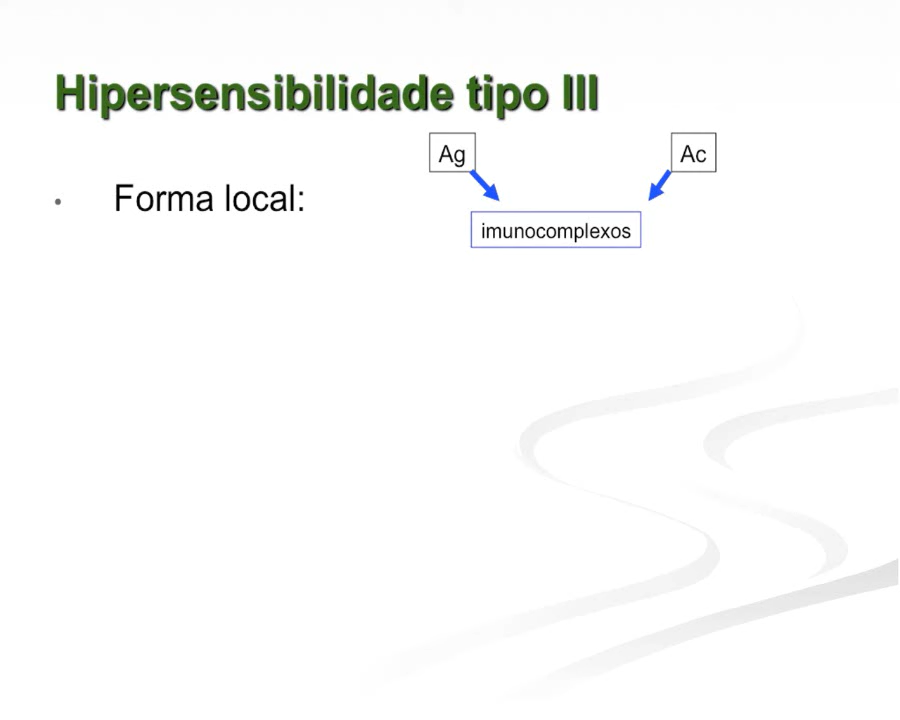 Hipersensibilidade tipo III
Ag
Ac
• Forma local:
imunocomplexos